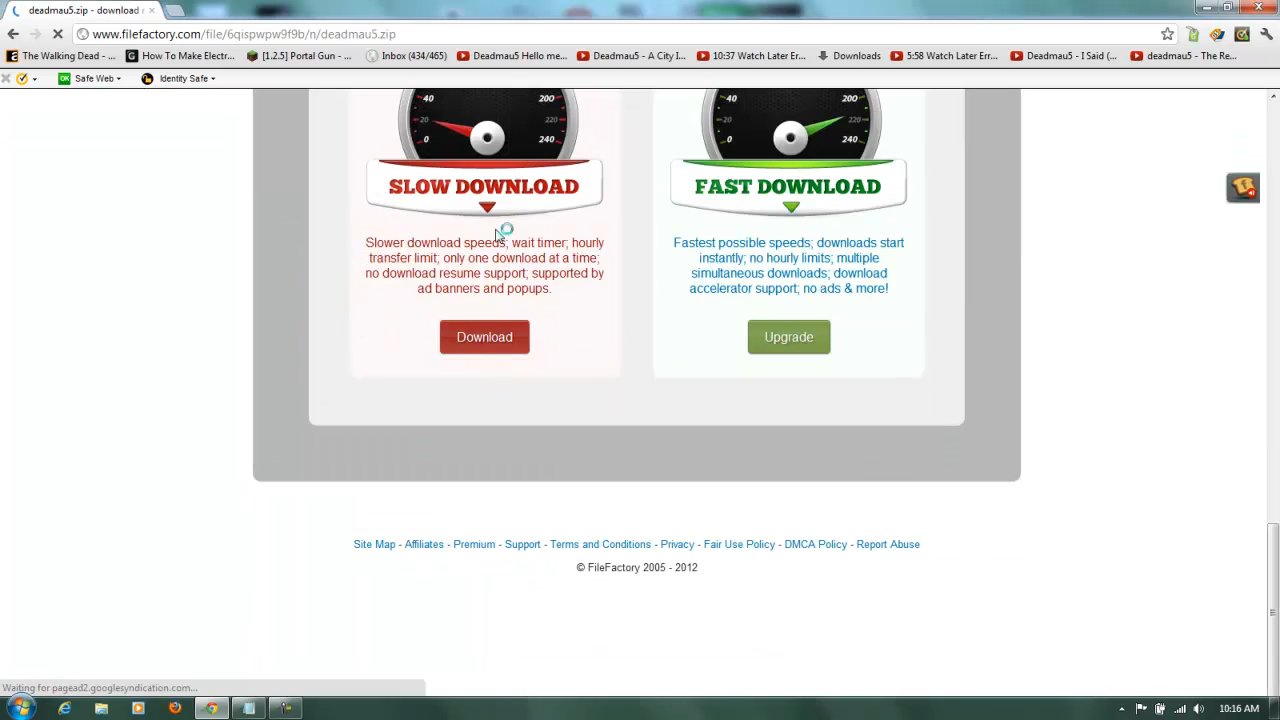 deadmau5.zip - download
www.filefactory.com/file/6qispwpw9f9b/n/deadmau5.zip
The Walking Dead - ... How To Make Electr... [1.2.5] Portal Gun - ... Inbox (434/465) Deadmau5 Hello me... Deadmau5 - A City I... 10:37 Watch Later Err... Downloads 5:58 Watch Later Err... Deadmau5 - I Said (... deadmau5 - The Re...
OK Safe Web Identity Safe
40 200
20 220
0 240
SLOW DOWNLOAD
Slower download speeds; wait timer; hourly
transfer limit; only one download at a time;
no download resume support; supported by
ad banners and popups.
Download
40 200
20 220
0 240
FAST DOWNLOAD
Fastest possible speeds; downloads start
instantly; no hourly limits; multiple
simultaneous downloads; download
accelerator support; no ads & more!
Upgrade
Site Map - Affiliates - Premium - Support - Terms and Conditions - Privacy - Fair Use Policy - DMCA Policy - Report Abuse
© FileFactory 2005 - 2012
Waiting for pagead2.googlesyndication.com...
10:16 AM